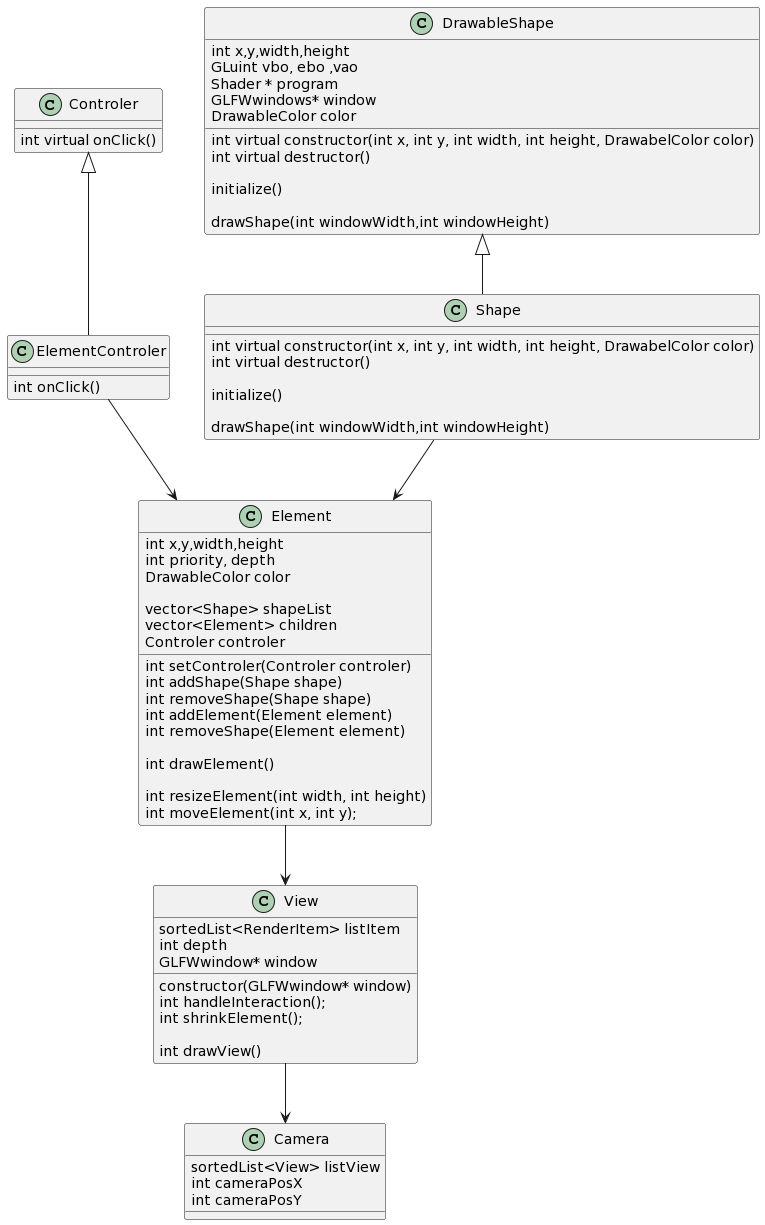 C DrawableShape
int x,y,width,height
GLuint vbo, ebo ,vao
Shader * program
GLFWwindows* window
DrawableColor color
int virtual constructor(int x, int y, int width, int height, DrawabelColor color)
int virtual destructor()
initialize()
drawShape(int windowWidth,int windowHeight)
C Controler
int virtual onClick()
C Shape
int virtual constructor(int x, int y, int width, int height, DrawabelColor color)
int virtual destructor()
initialize()
drawShape(int windowWidth,int windowHeight)
C ElementControler
int onClick()
C Element
int x,y,width,height
int priority, depth
DrawableColor color
vector<Shape> shapeList
vector<Element> children
Controler controler
int setControler(Controler controler)
int addShape(Shape shape)
int removeShape(Shape shape)
int addElement(Element element)
int removeShape(Element element)
int drawElement()
int resizeElement(int width, int height)
int moveElement(int x, int y);
C View
sortedList<RenderItem> listItem
int depth
GLFWwindow* window
constructor(GLFWwindow* window)
int handleInteraction();
int shrinkElement();
int drawView()
C Camera
sortedList<View> listView
int cameraPosX
int cameraPosY